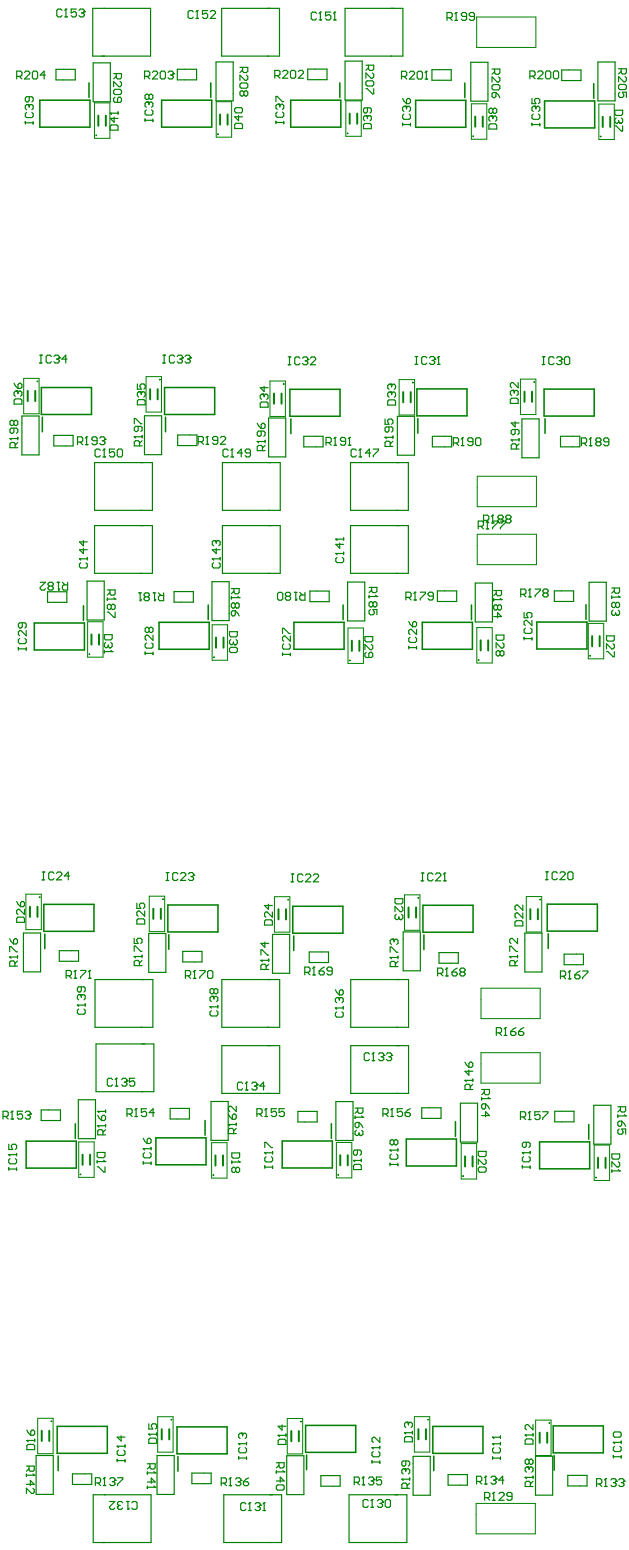 C153
C152
C151
R199
R204
R209
R203
R208
R202
R207
R201
R206
R200
R205
IC39
D41
IC38
D40
IC37
D39
IC36
D38
IC35
D37
IC34
IC33
IC32
IC31
IC30
D36
D35
D34
D33
D32
R198
R193
R197
R192
R196
R191
R195
R190
R194
R189
C150
C149
C147
R188
R177
C144
C143
C141
R182
R187
R181
R186
R180
R185
R179
R184
R178
R183
IC29
D31
IC28
D30
IC27
D29
IC26
D28
IC25
D27
IC24
IC23
IC22
IC21
IC20
D26
D25
D24
D23
D22
R176
R171
R175
R170
R174
R169
R173
R168
R172
R167
C139
C138
C136
R166
C135
C134
C133
R146
R153
R161
R154
R162
R155
R163
R156
R164
R157
R165
IC15
D17
IC16
D18
IC17
D19
IC18
D20
IC19
D21
D16
IC14
D15
IC13
D14
IC12
D13
IC11
D12
IC10
R142
R137
R141
R136
R140
R135
R139
R134
R138
R133
C132
C131
C130
R129